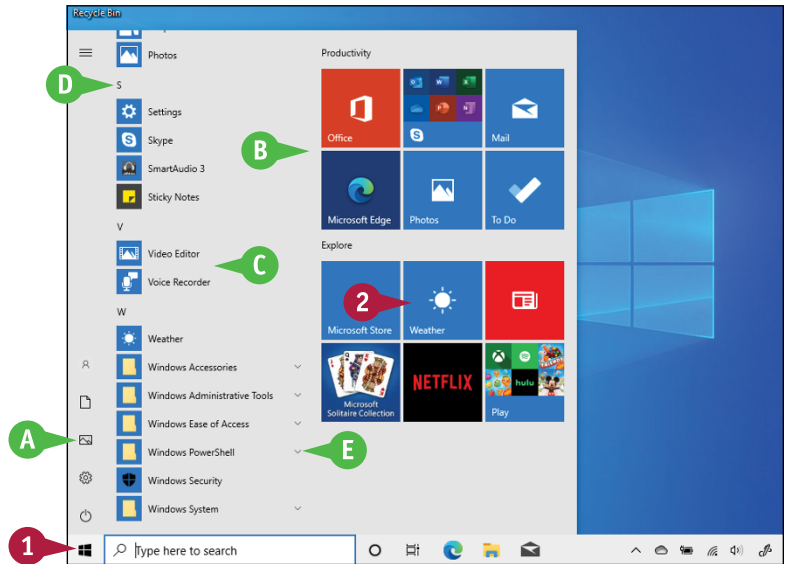 Recycle Bin
Photos
S
Settings
Skype
SmartAudio 3
Sticky Notes
V
Video Editor
Voice Recorder
W
Weather
Windows Accessories
Windows Administrative Tools
Windows Ease of Access
Windows PowerShell
Windows Security
Windows System
Productivity
Office
S
Mail
Microsoft Edge
Photos
To Do
Explore
Microsoft Store
Weather
Microsoft
Solitaire Collection
NETFLIX
hulu
Play
D
B
C
2
A
E
1
Type here to search